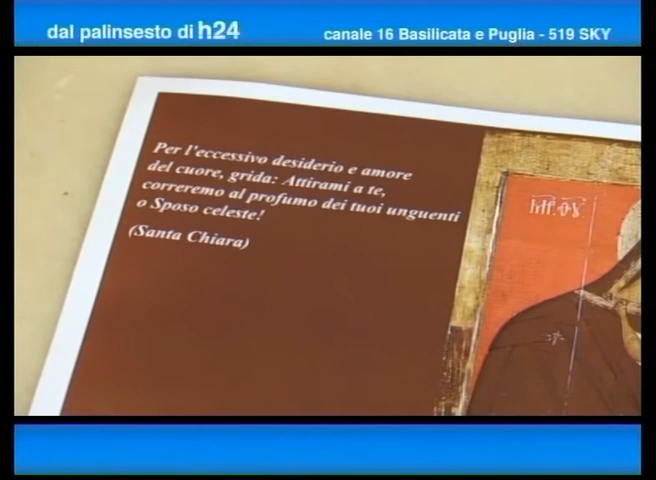 dal palinsesto di h24
canale 16 Basilicata e Puglia - 519 SKY
Per l'eccessivo desiderio e amore
del cuore, grida: Attirami a te,
correremo al profumo dei tuoi unguenti
o Sposo celeste!
(Santa Chiara)